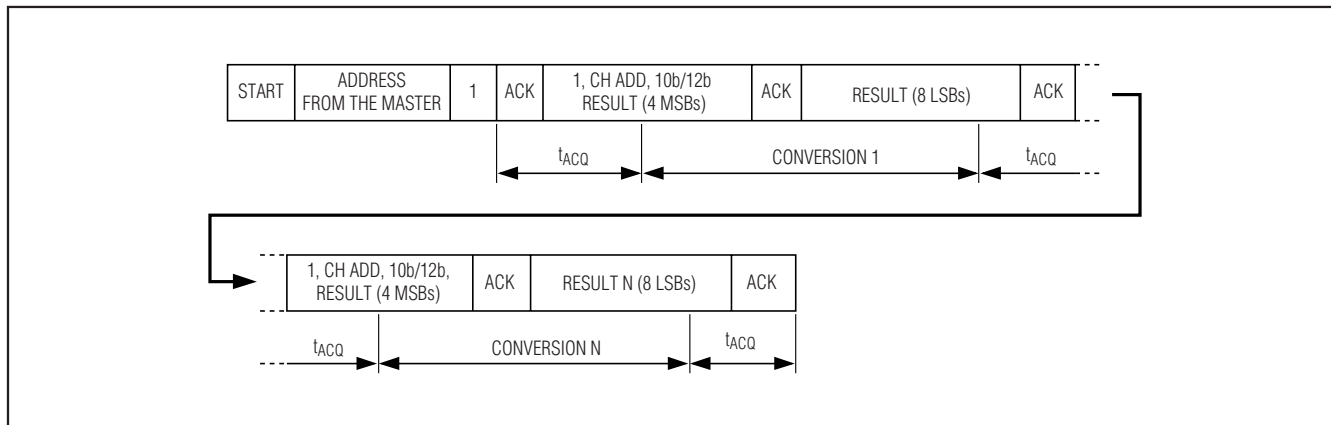 START
ADDRESS
FROM THE MASTER
1
ACK
1, CH ADD, 10b/12b
RESULT (4 MSBs)
ACK
RESULT (8 LSBs)
ACK
tACQ
CONVERSION 1
tACQ
1, CH ADD, 10b/12b,
RESULT (4 MSBs)
ACK
RESULT N (8 LSBs)
ACK
tACQ
CONVERSION N
tACQ